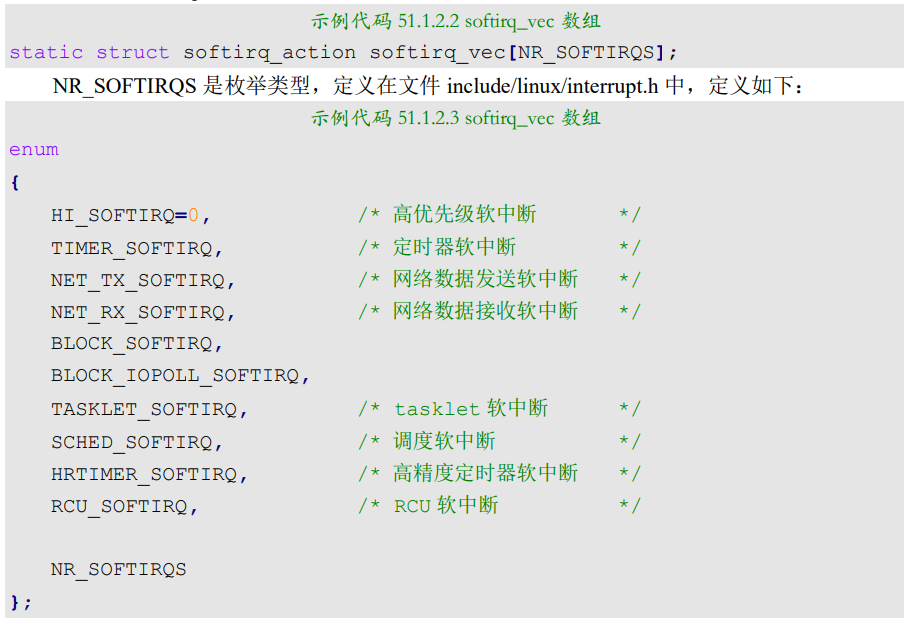 示例代码 51.1.2.2 softirq_vec 数组
static struct softirq_action softirq_vec[NR_SOFTIRQS];
NR_SOFTIRQS 是枚举类型，定义在文件 include/linux/interrupt.h 中，定义如下：
示例代码 51.1.2.3 softirq_vec 数组
enum
{
HI_SOFTIRQ=0, /* 高优先级软中断 */
TIMER_SOFTIRQ, /* 定时器软中断 */
NET_TX_SOFTIRQ, /* 网络数据发送软中断 */
NET_RX_SOFTIRQ, /* 网络数据接收软中断 */
BLOCK_SOFTIRQ,
BLOCK_IOPOLL_SOFTIRQ,
TASKLET_SOFTIRQ, /* tasklet 软中断 */
SCHED_SOFTIRQ, /* 调度软中断 */
HRTIMER_SOFTIRQ, /* 高精度定时器软中断 */
RCU_SOFTIRQ, /* RCU 软中断 */
NR_SOFTIRQS
};